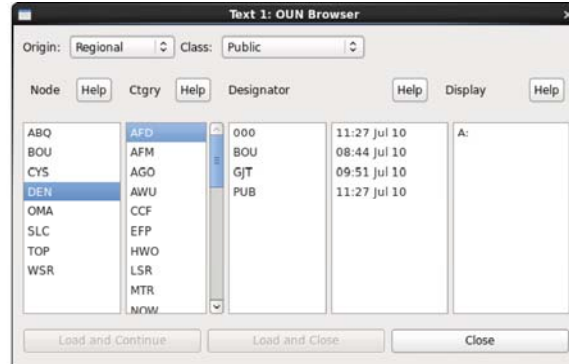 Text 1: OUN Browser
Origin: Regional Class: Public
Node Help Ctgry Help Designator Help Display Help
ABQ AFD 000 11:27 Jul 10 A:
BOU AFM BOU 08:44 Jul 10
CYS AGO GJT 09:51 Jul 10
DEN AWU PUB 11:27 Jul 10
OMA CCF
SLC EFP
TOP HWO
WSR LSR
MTR
NOW
Load and Continue Load and Close Close